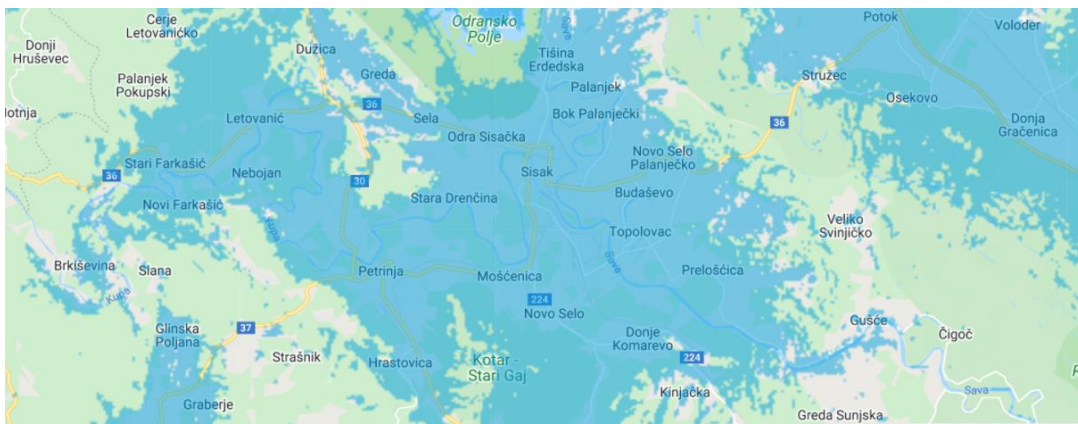 Cerje
Letovanićko
Donji
Hruševec
Palanjek
Pokupski
Dužica
Greda
36
Sela
Letovanić
Odransko
Polje
Sava
Tišina
Erdedska
Palanjek
Bok Palanječki
Odra Sisačka
Potok
Voloder
Stružec
Osekovo
36
Donja
Gračenica
Stari Farkašić
36
Nebojan
Novi Farkašić
30
Stara Drenčina
Sisak
Novo Selo
Palanječko
Budaševo
Topolovac
Veliko
Svinjičko
Kupa
Sava
Brkiševina
Slana
Kupa
Petrinja
Mošćenica
Prelošćica
224
Novo Selo
Glinska
Poljana
37
Strašnik
Hrastovica
Kotar -
Stari Gaj
Donje
Komarevo
224
Gušće
Čigoč
Kinjačka
Sava
Graberje
Greda Sunjska